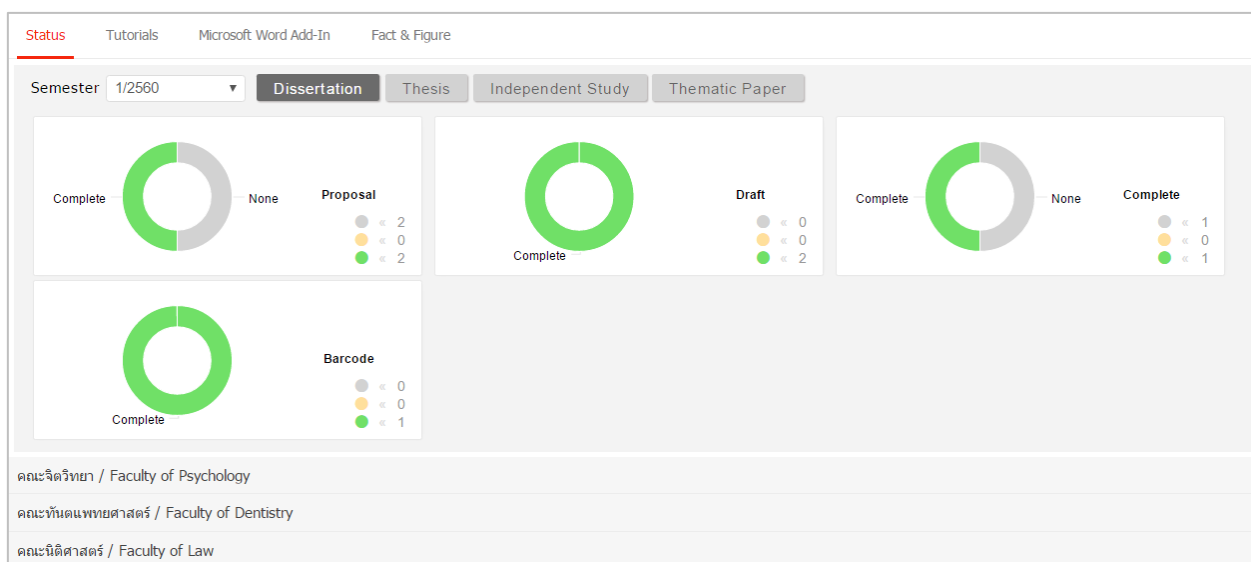 Status Tutorials Microsoft Word Add-In Fact & Figure
Semester 1/2560 Dissertation Thesis Independent Study Thematic Paper
Complete None Proposal
« 2
« 0
« 2
Complete Draft
« 0
« 0
« 2
Complete None Complete
« 1
« 0
« 1
Complete Barcode
« 0
« 0
« 1
คณะจิตวิทยา / Faculty of Psychology
คณะทันตแพทยศาสตร์ / Faculty of Dentistry
คณะนิติศาสตร์ / Faculty of Law